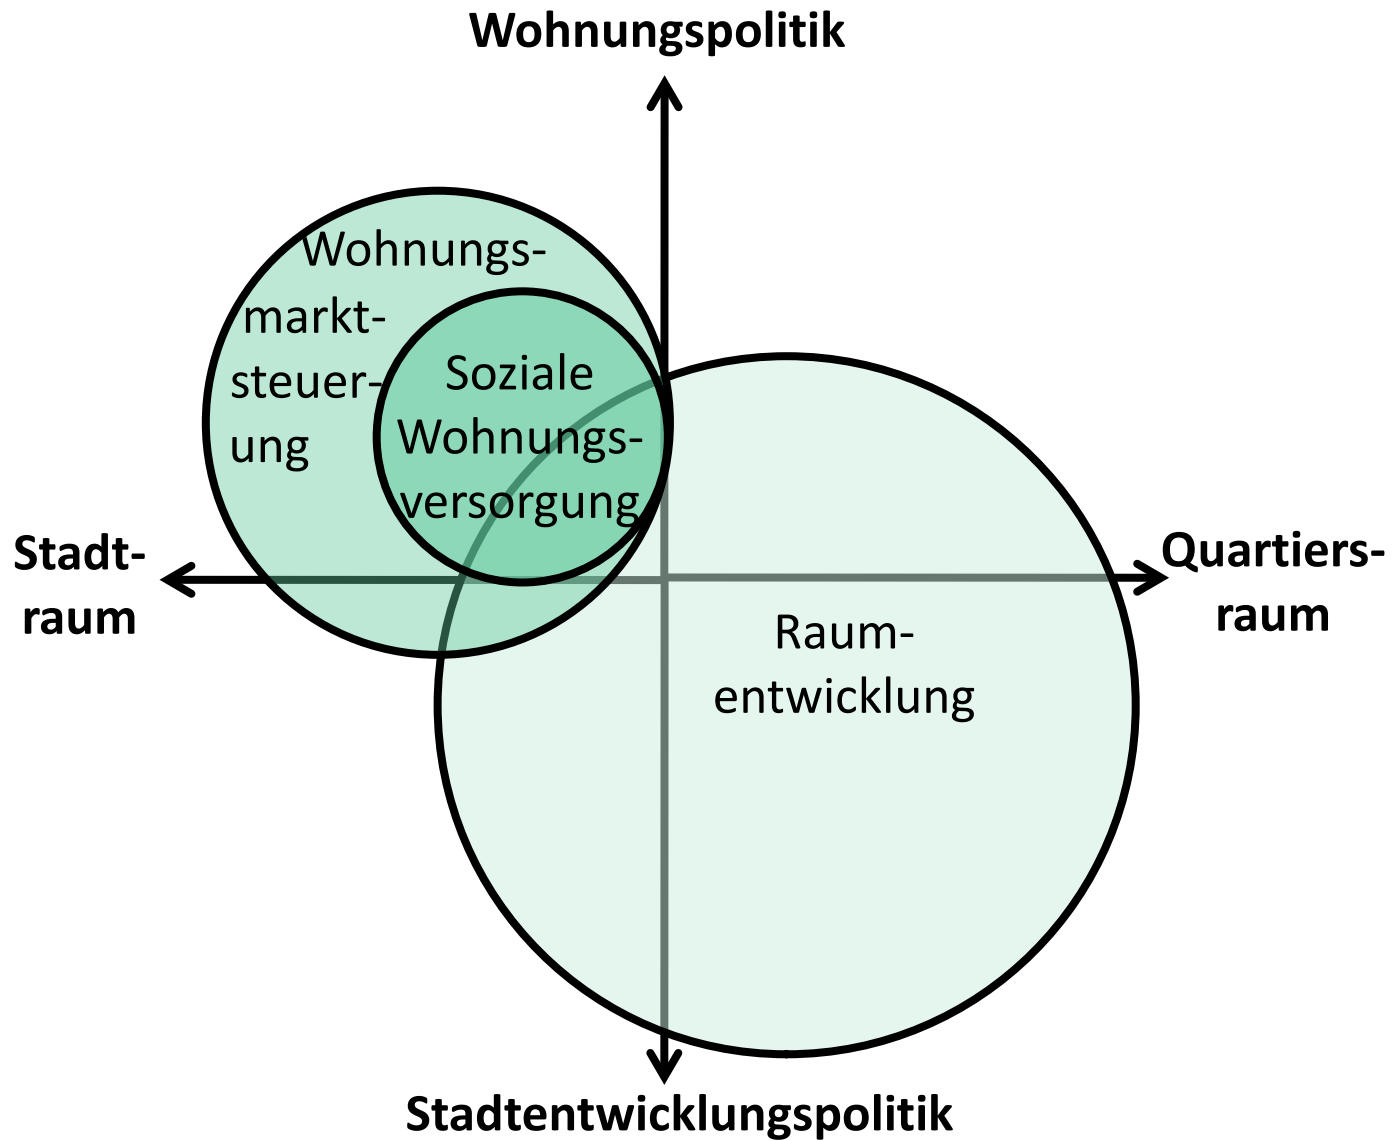 Wohnungspolitik
Wohnungs-
markt-
steuer-
ung
Soziale
Wohnungs-
versorgung
Stadt-
raum
Quartiers-
raum
Raum-
entwicklung
Stadtentwicklungspolitik